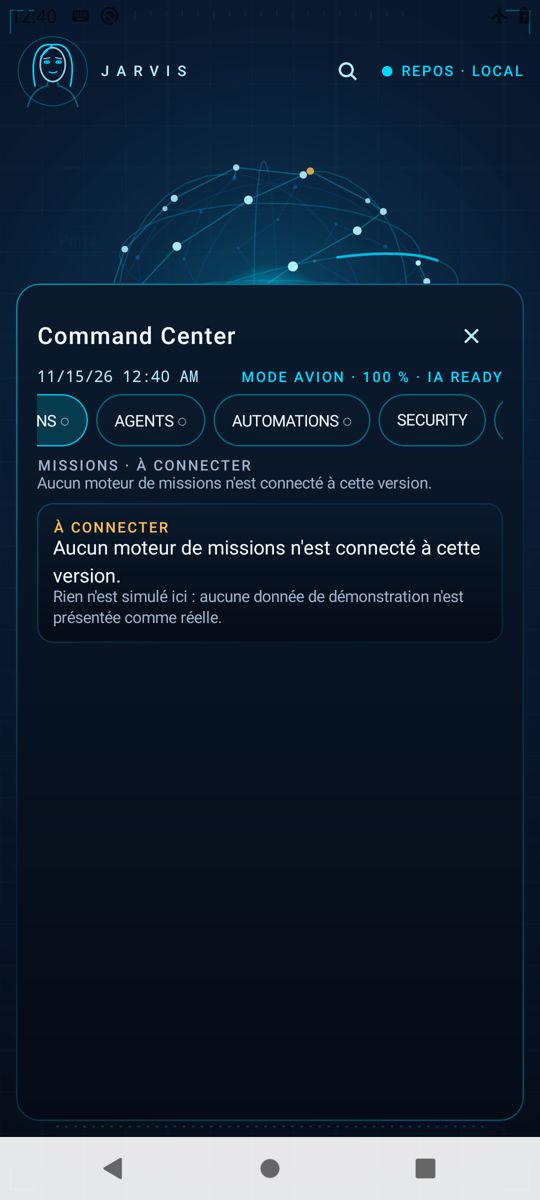 12:40
JARVIS
REPOS · LOCAL
Command Center
11/15/26 12:40 AM
MODE AVION · 100 % · IA READY
NS ○
AGENTS ○
AUTOMATIONS ○
SECURITY
MISSIONS · À CONNECTER
Aucun moteur de missions n'est connecté à cette version.
À CONNECTER
Aucun moteur de missions n'est connecté à cette
version.
Rien n'est simulé ici : aucune donnée de démonstration n'est
présentée comme réelle.